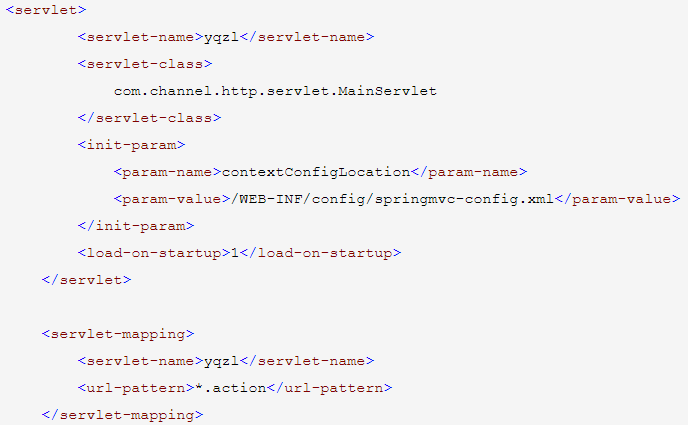 <servlet>
<servlet-name>yqzl</servlet-name>
<servlet-class>
com.channel.http.servlet.MainServlet
</servlet-class>
<init-param>
<param-name>contextConfigLocation</param-name>
<param-value>/WEB-INF/config/springmvc-config.xml</param-value>
</init-param>
<load-on-startup>1</load-on-startup>
</servlet>
<servlet-mapping>
<servlet-name>yqzl</servlet-name>
<url-pattern>*.action</url-pattern>
</servlet-mapping>